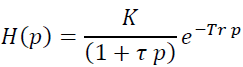 H(p) = K / (1 + τ p) e^{−Tr p}